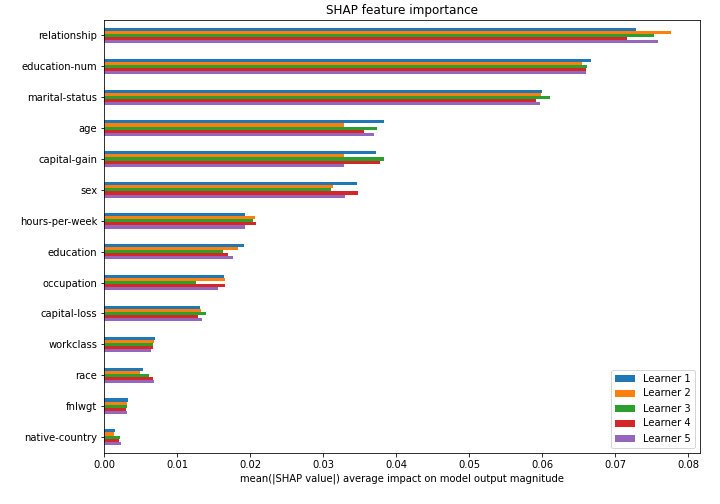 SHAP feature importance
relationship
education-num
marital-status
age
capital-gain
sex
hours-per-week
education
occupation
capital-loss
workclass
race
fnlwgt
native-country
Learner 1
Learner 2
Learner 3
Learner 4
Learner 5
0.00 0.01 0.02 0.03 0.04 0.05 0.06 0.07 0.08
mean(|SHAP value|) average impact on model output magnitude